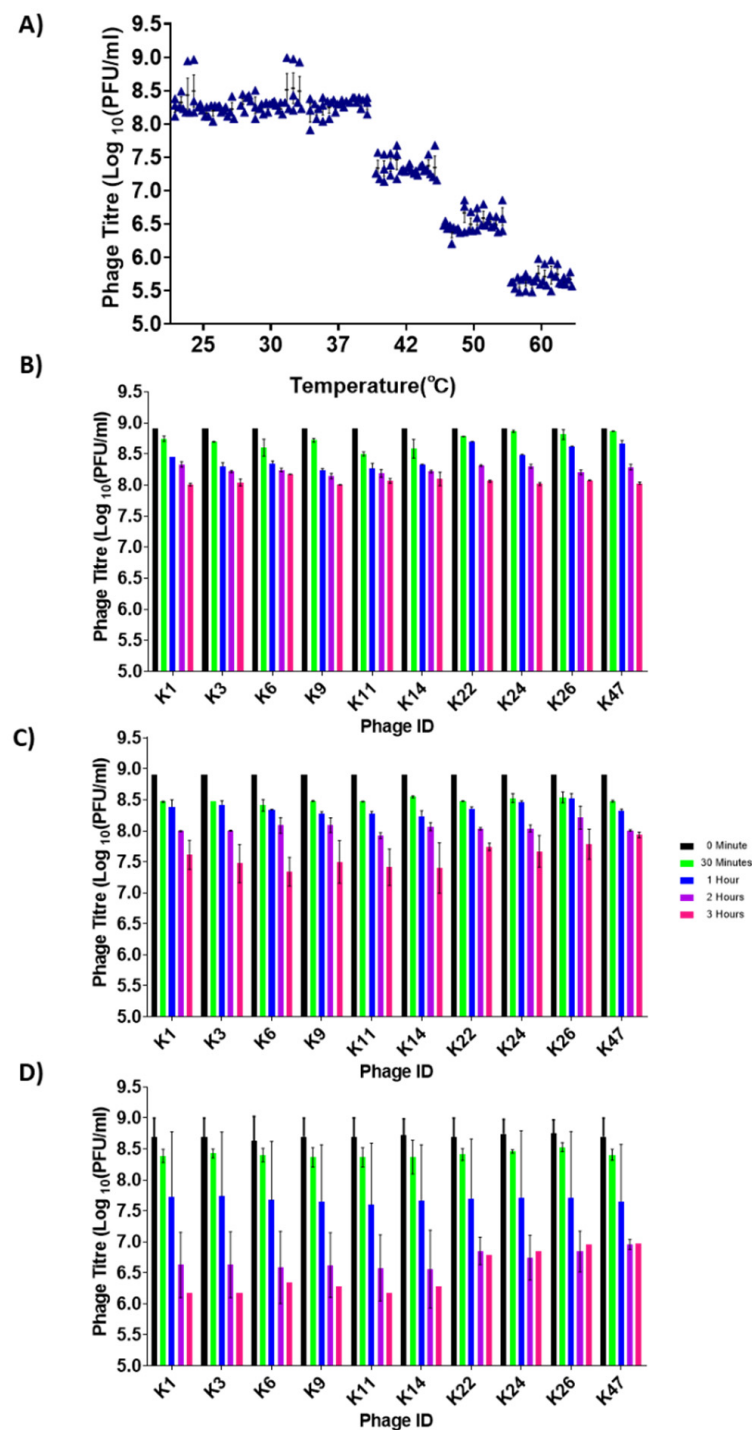 A)
Phage Titre (Log 10(PFU/ml)
9.5
9.0
8.5
8.0
7.5
7.0
6.5
6.0
5.5
5.0
25 30 37 42 50 60
Temperature(°C)
B)
Phage Titre (Log 10(PFU/ml)
9.5
9.0
8.5
8.0
7.5
7.0
6.5
6.0
5.5
5.0
K1 K3 K6 K9 K11 K14 K22 K24 K26 K47
Phage ID
C)
Phage Titre (Log 10(PFU/ml)
9.5
9.0
8.5
8.0
7.5
7.0
6.5
6.0
5.5
5.0
K1 K3 K6 K9 K11 K14 K22 K24 K26 K47
Phage ID
0 Minute
30 Minutes
1 Hour
2 Hours
3 Hours
D)
Phage Titre (Log 10(PFU/ml)
9.5
9.0
8.5
8.0
7.5
7.0
6.5
6.0
5.5
5.0
K1 K3 K6 K9 K11 K14 K22 K24 K26 K47
Phage ID